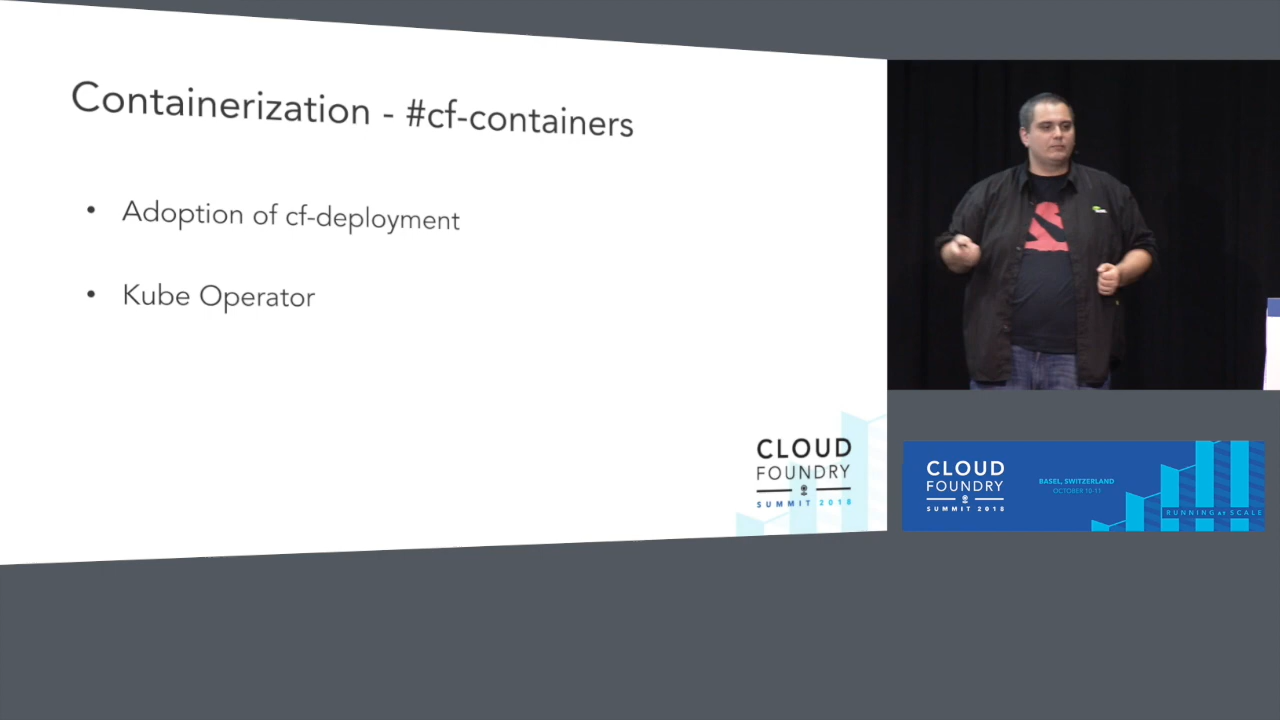 Containerization - #cf-containers
• Adoption of cf-deployment
• Kube Operator
CLOUD
FOUNDRY
SUMMIT 2018
CLOUD
FOUNDRY
SUMMIT 2018
BASEL, SWITZERLAND
OCTOBER 10-11
RUNNING AT SCALE